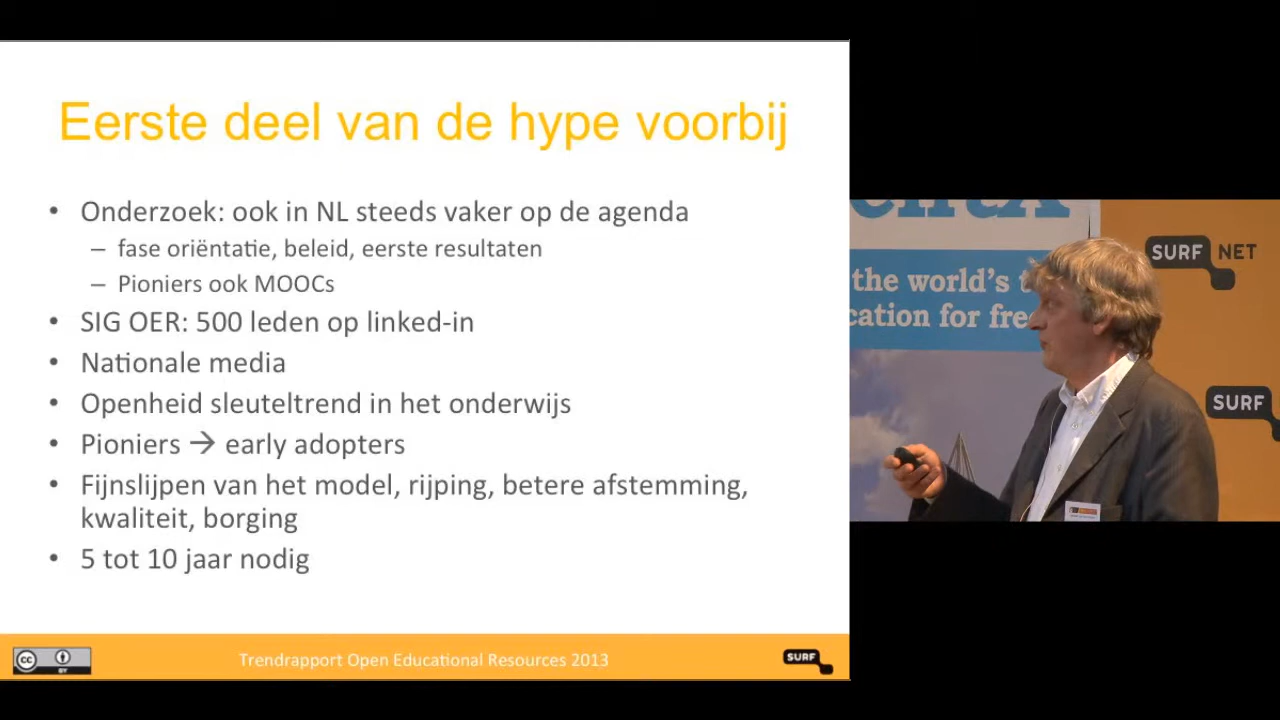 Eerste deel van de hype voorbij
• Onderzoek: ook in NL steeds vaker op de agenda
– fase oriëntatie, beleid, eerste resultaten
– Pioniers ook MOOCs
• SIG OER: 500 leden op linked-in
• Nationale media
• Openheid sleuteltrend in het onderwijs
• Pioniers → early adopters
• Fijnslijpen van het model, rijping, betere afstemming,
kwaliteit, borging
• 5 tot 10 jaar nodig
cc BY
Trendrapport Open Educational Resources 2013
SURF
the world's
for
SURF NET
SURF